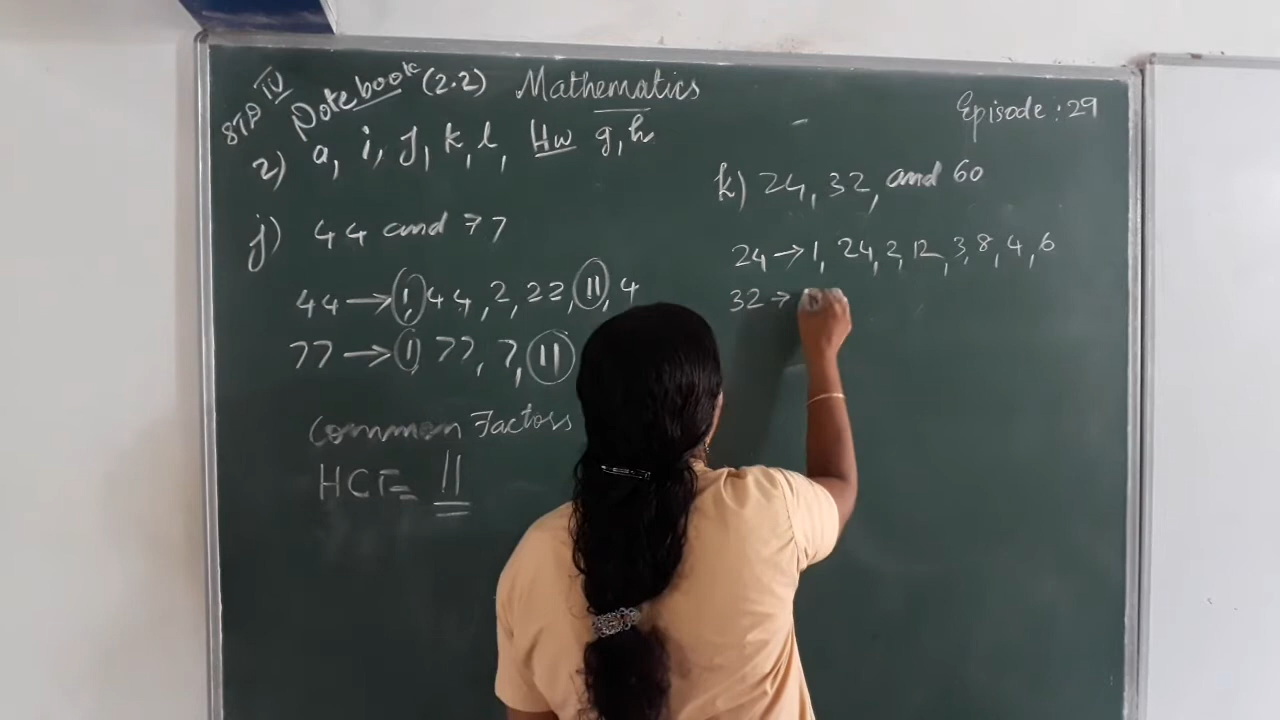 STD IV
Notebook (2.2) Mathematics
Episode : 29
2) a, i, j, k, l, Hw g, h
j) 44 and 77
44 → 1, 44, 2, 22, 11, 4
77 → 1 77, 7, 11
Common Factors
HCF= 11
k) 24, 32, and 60
24 → 1, 24, 2, 12, 3, 8, 4, 6
32 →